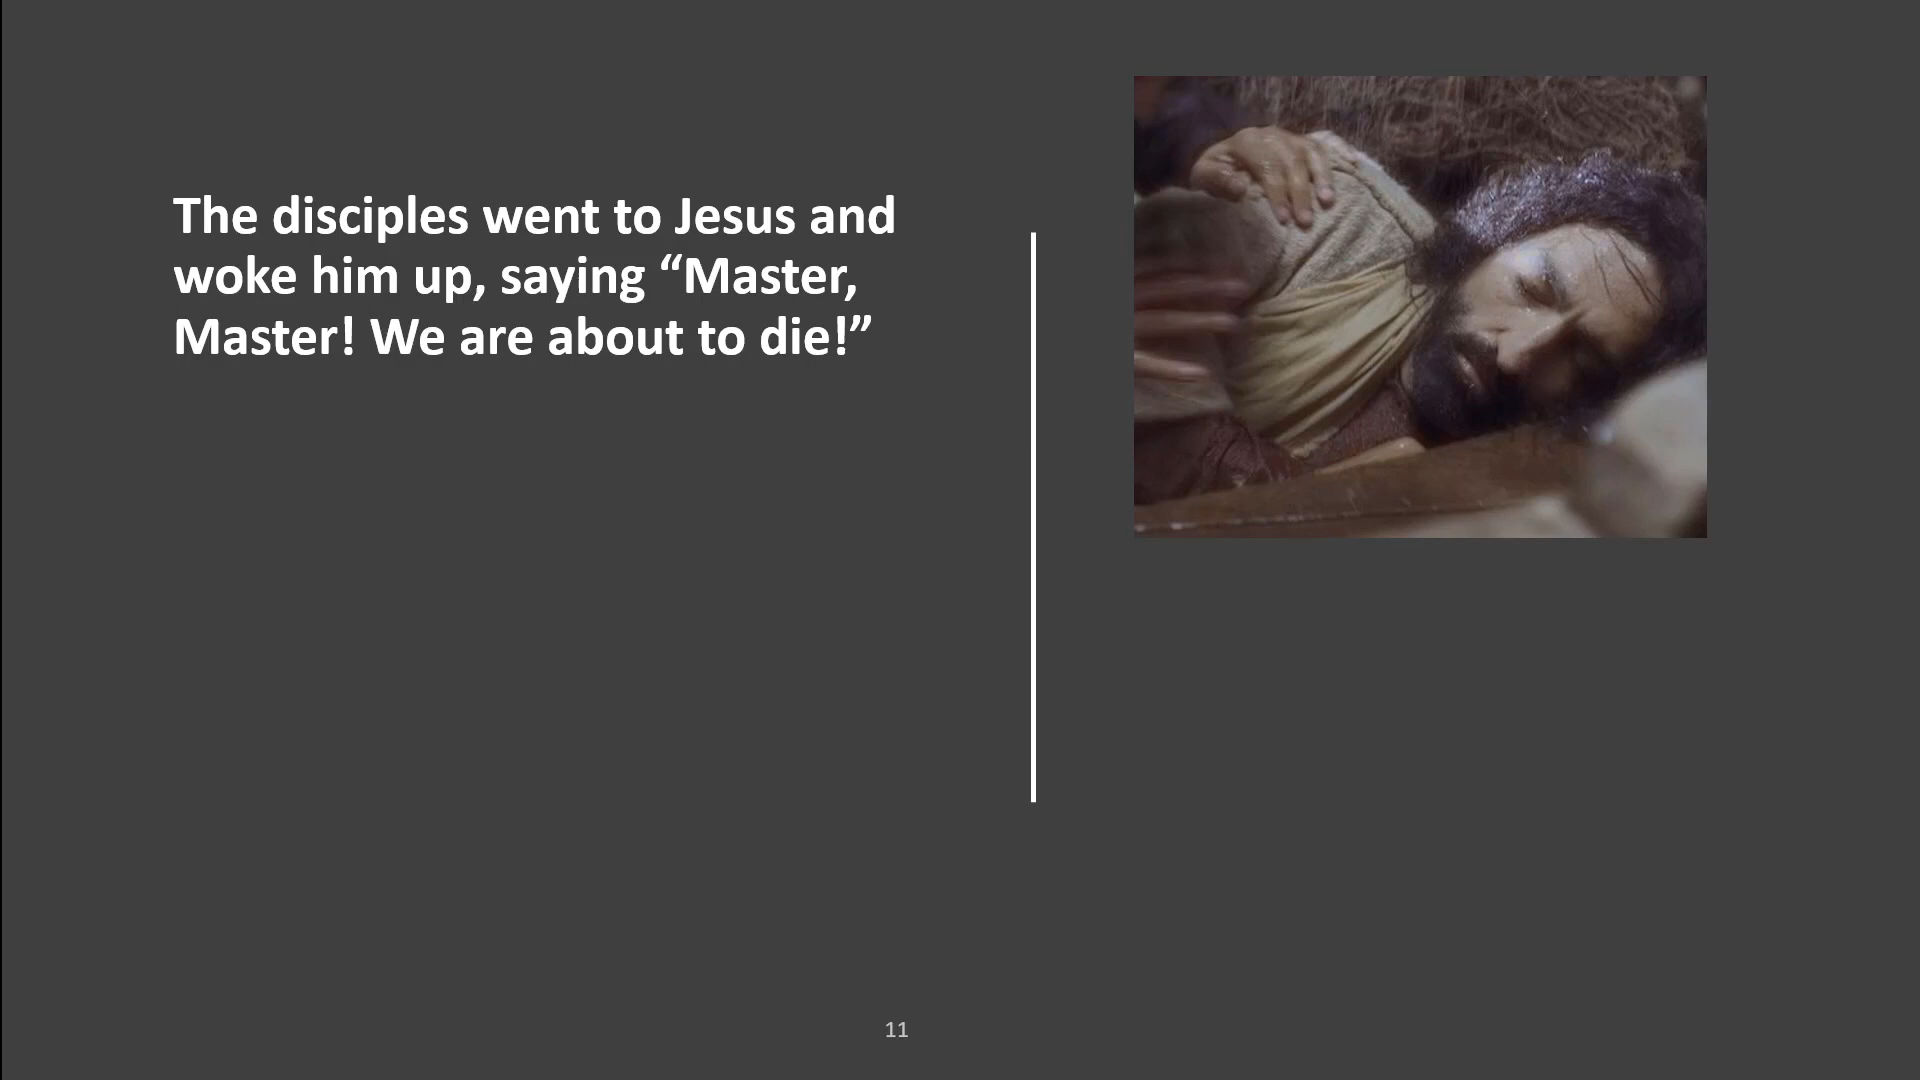 The disciples went to Jesus and
woke him up, saying “Master,
Master! We are about to die!”
11